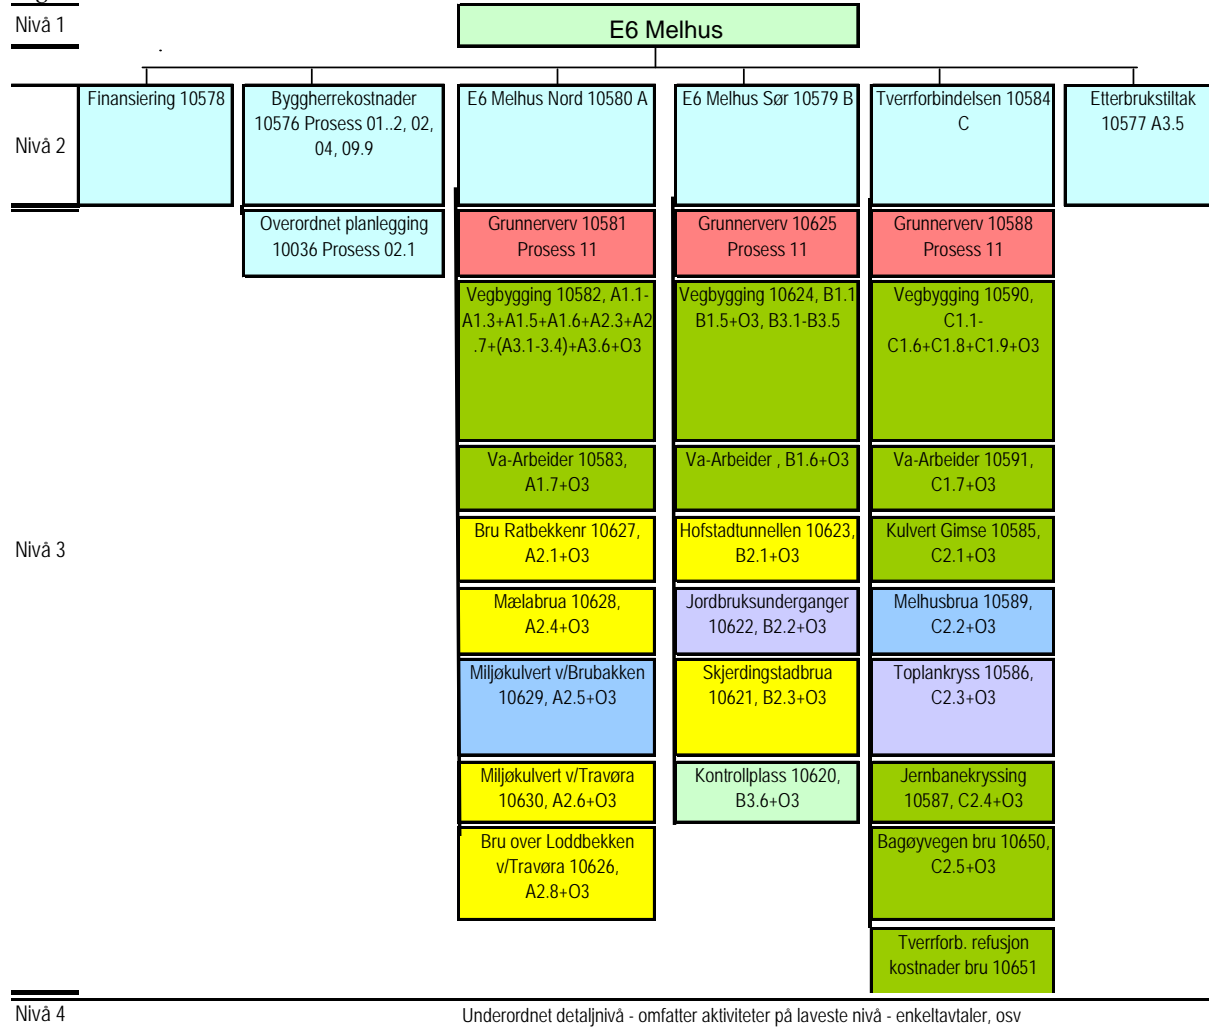 Nivå 1
E6 Melhus
Nivå 2
Finansiering 10578
Byggherrekostnader
10576 Prosess 01..2, 02,
04, 09.9
E6 Melhus Nord 10580 A
E6 Melhus Sør 10579 B
Tverrforbindelsen 10584
C
Etterbrukstiltak
10577 A3.5
Nivå 3
Overordnet planlegging
10036 Prosess 02.1
Grunnerverv 10581
Prosess 11
Vegbygging 10582, A1.1-
A1.3+A1.5+A1.6+A2.3+A2
.7+(A3.1-3.4)+A3.6+O3
Va-Arbeider 10583,
A1.7+O3
Bru Ratbekkenr 10627,
A2.1+O3
Mælabrua 10628,
A2.4+O3
Miljøkulvert v/Brubakken
10629, A2.5+O3
Miljøkulvert v/Travøra
10630, A2.6+O3
Bru over Loddbekken
v/Travøra 10626,
A2.8+O3
Grunnerverv 10625
Prosess 11
Vegbygging 10624, B1.1
B1.5+O3, B3.1-B3.5
Va-Arbeider , B1.6+O3
Hofstadtunnellen 10623,
B2.1+O3
Jordbruksunderganger
10622, B2.2+O3
Skjerdingstadbrua
10621, B2.3+O3
Kontrollplass 10620,
B3.6+O3
Grunnerverv 10588
Prosess 11
Vegbygging 10590,
C1.1-
C1.6+C1.8+C1.9+O3
Va-Arbeider 10591,
C1.7+O3
Kulvert Gimse 10585,
C2.1+O3
Melhusbrua 10589,
C2.2+O3
Toplankryss 10586,
C2.3+O3
Jernbanekryssing
10587, C2.4+O3
Bagøyvegen bru 10650,
C2.5+O3
Tverrforb. refusjon
kostnader bru 10651
Nivå 4
Underordnet detaljnivå - omfatter aktiviteter på laveste nivå - enkeltavtaler, osv